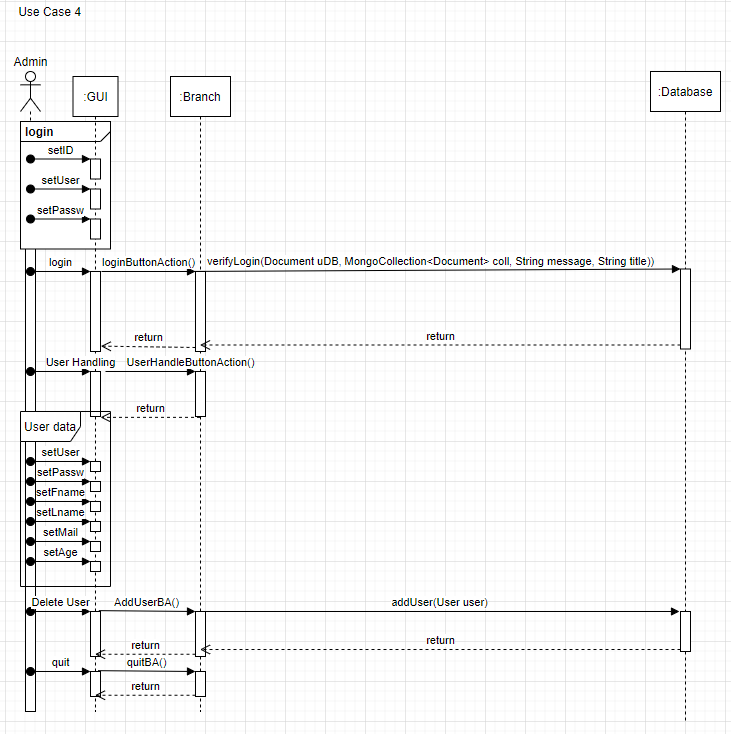 Use Case 4
Admin
:GUI
:Branch
:Database
login
setID
setUser
setPassw
login
loginButtonAction()
verifyLogin(Document uDB, MongoCollection<Document> coll, String message, String title))
return
return
User Handling
UserHandleButtonAction()
return
User data
setUser
setPassw
setFname
setLname
setMail
setAge
Delete User
AddUserBA()
addUser(User user)
return
return
quit
quitBA()
return